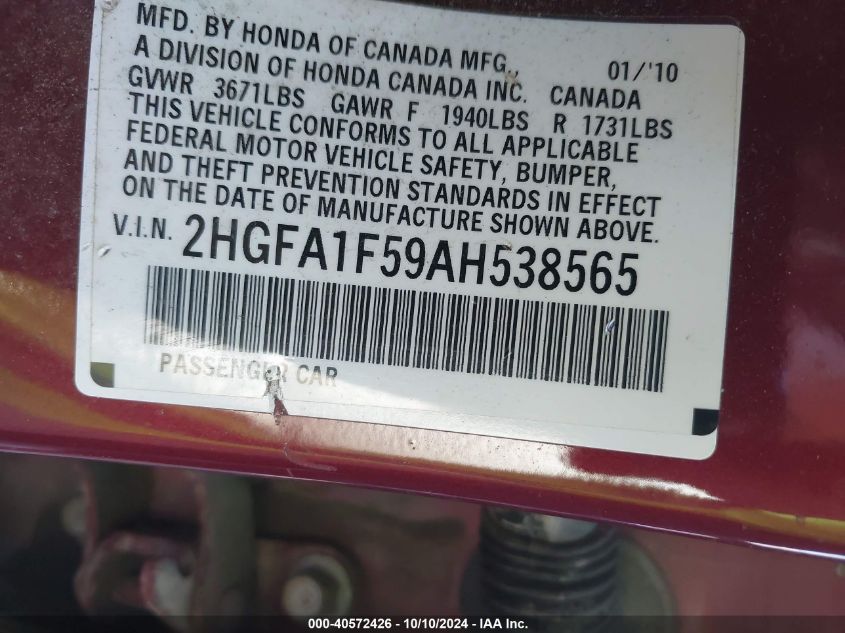 MFD. BY HONDA OF CANADA MFG., 01/'10
A DIVISION OF HONDA CANADA INC. CANADA
GVWR 3671LBS GAWR F 1940LBS R 1731LBS
THIS VEHICLE CONFORMS TO ALL APPLICABLE
FEDERAL MOTOR VEHICLE SAFETY, BUMPER,
AND THEFT PREVENTION STANDARDS IN EFFECT
ON THE DATE OF MANUFACTURE SHOWN ABOVE.
V.I.N. 2HGFA1F59AH538565
PASSENGER CAR
000-40572426 - 10/10/2024 - IAA Inc.